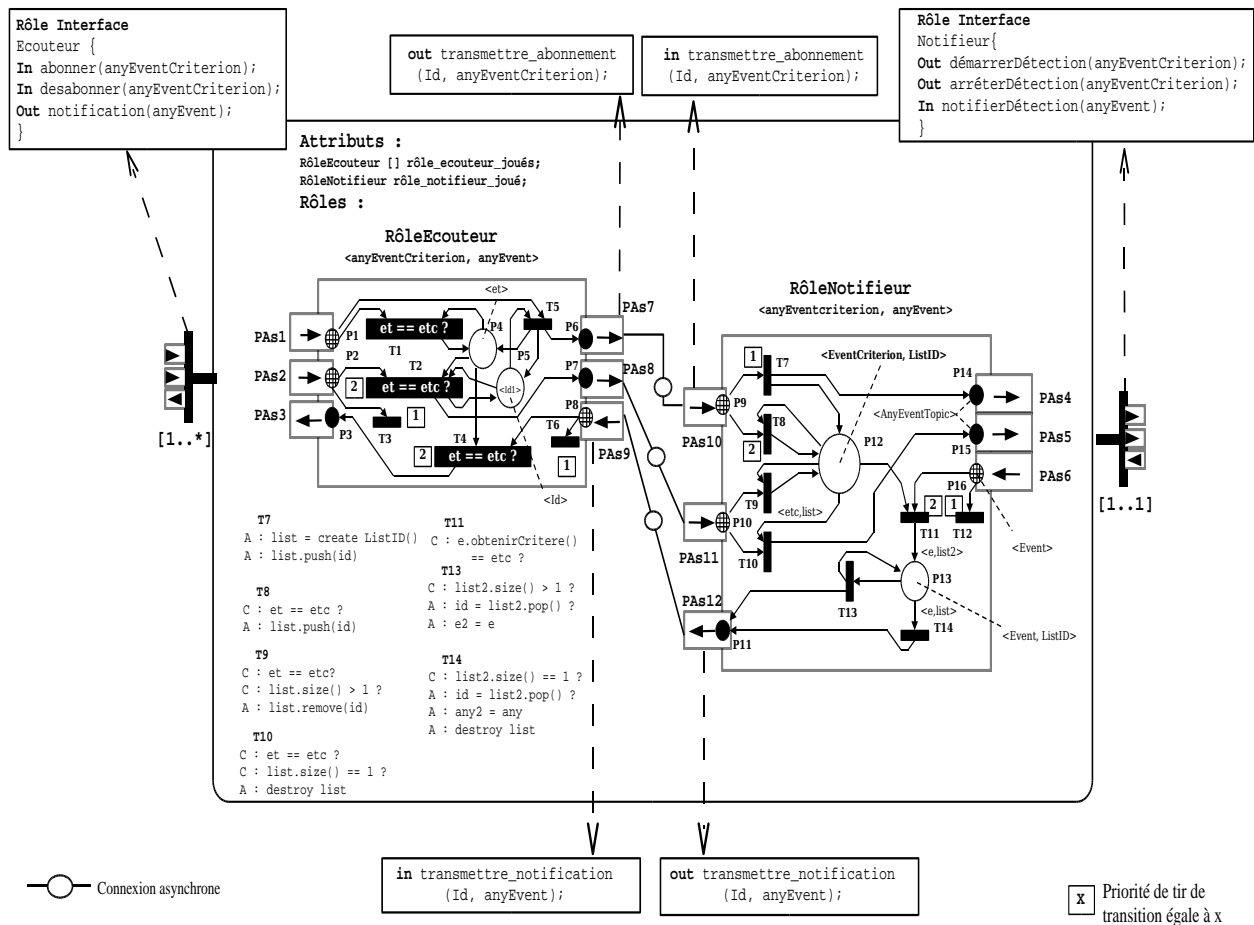 Rôle Interface
Ecouteur {
In abonner(anyEventCriterion);
In desabonner(anyEventCriterion);
Out notification(anyEvent);
}
out transmettre_abonnement
(Id, anyEventCriterion);
in transmettre_abonnement
(Id, anyEventCriterion);
Rôle Interface
Notifieur{
Out démarrerDétection(anyEventCriterion);
Out arréterDétection(anyEventCriterion);
In notifierDétection(anyEvent);
}
Attributs :
RôleEcouteur [] rôle_ecouteur_joués;
RôleNotifieur rôle_notifieur_joué;
Rôles :
RôleEcouteur
<anyEventCriterion, anyEvent>
<et>
PAs1
P1
et == etc ?
T1
P4
T5
P6
PAs7
P2
T2
P5
P7
PAs8
PAs2
2
et == etc ?
<Id1>
PAs3
P3
T3
1
T4
P8
T6
PAs9
2
et == etc ?
1
<Id>
[1..*]
RôleNotifieur
<anyEventcriterion, anyEvent>
<EventCriterion, ListID>
1
T7
P14
PAs4
P9
PAs10
T8
2
P12
<AnyEventTopic>
P15
PAs5
P16
PAs6
T9
<etc,list>
P10
PAs11
T10
2
1
T11
T12
<Event>
<e,list2>
P13
T13
<e,list>
T14
<Event, ListID>
PAs12
P11
[1..1]
T7
A : list = create ListID()
A : list.push(id)
T8
C : et == etc ?
A : list.push(id)
T9
C : et == etc?
C : list.size() > 1 ?
A : list.remove(id)
T10
C : et == etc ?
C : list.size() == 1 ?
A : destroy list
T11
C : e.obtenirCritere()
== etc ?
T13
C : list2.size() > 1 ?
A : id = list2.pop() ?
A : e2 = e
T14
C : list2.size() == 1 ?
A : id = list2.pop() ?
A : any2 = any
A : destroy list
in transmettre_notification
(Id, anyEvent);
out transmettre_notification
(Id, anyEvent);
Connexion asynchrone
X
Priorité de tir de
transition égale à x